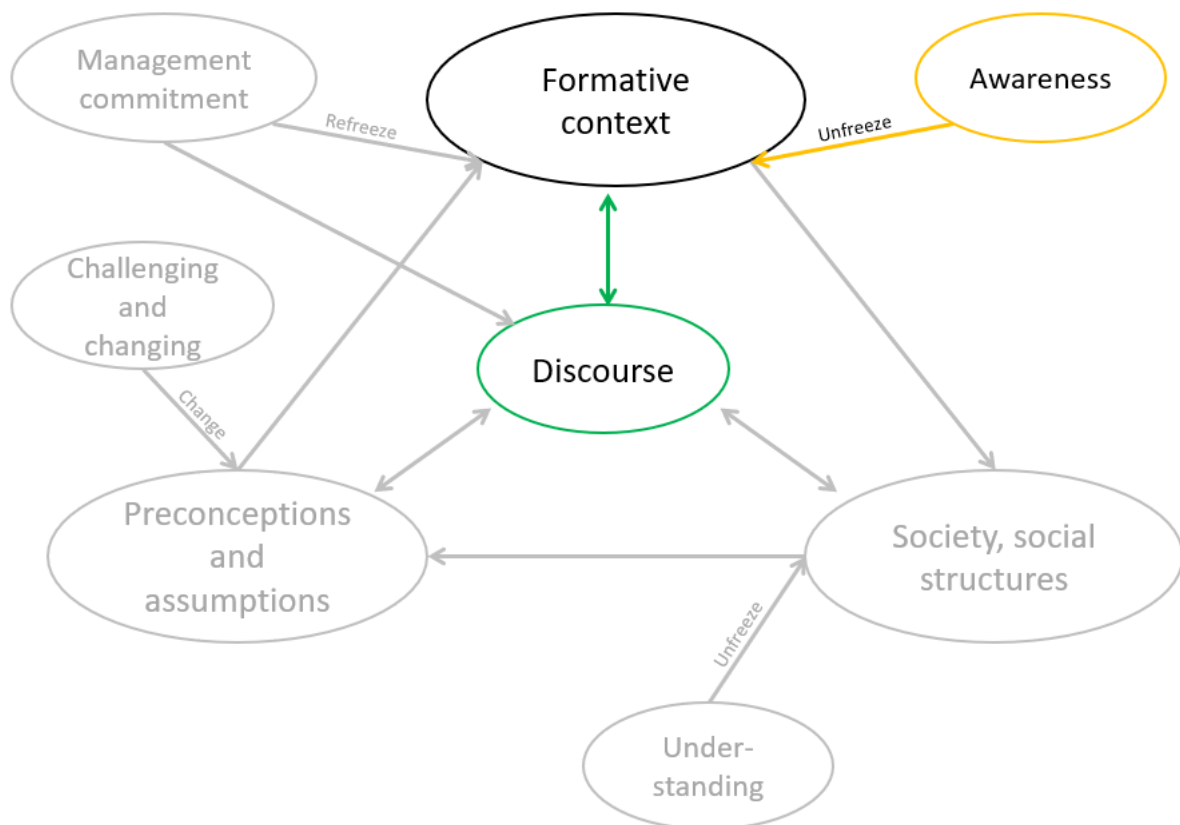 Management
commitment
Formative
context
Awareness
Refreeze
Unfreeze
Challenging
and
changing
Discourse
Change
Preconceptions
and
assumptions
Society, social
structures
Unfreeze
Under-
standing